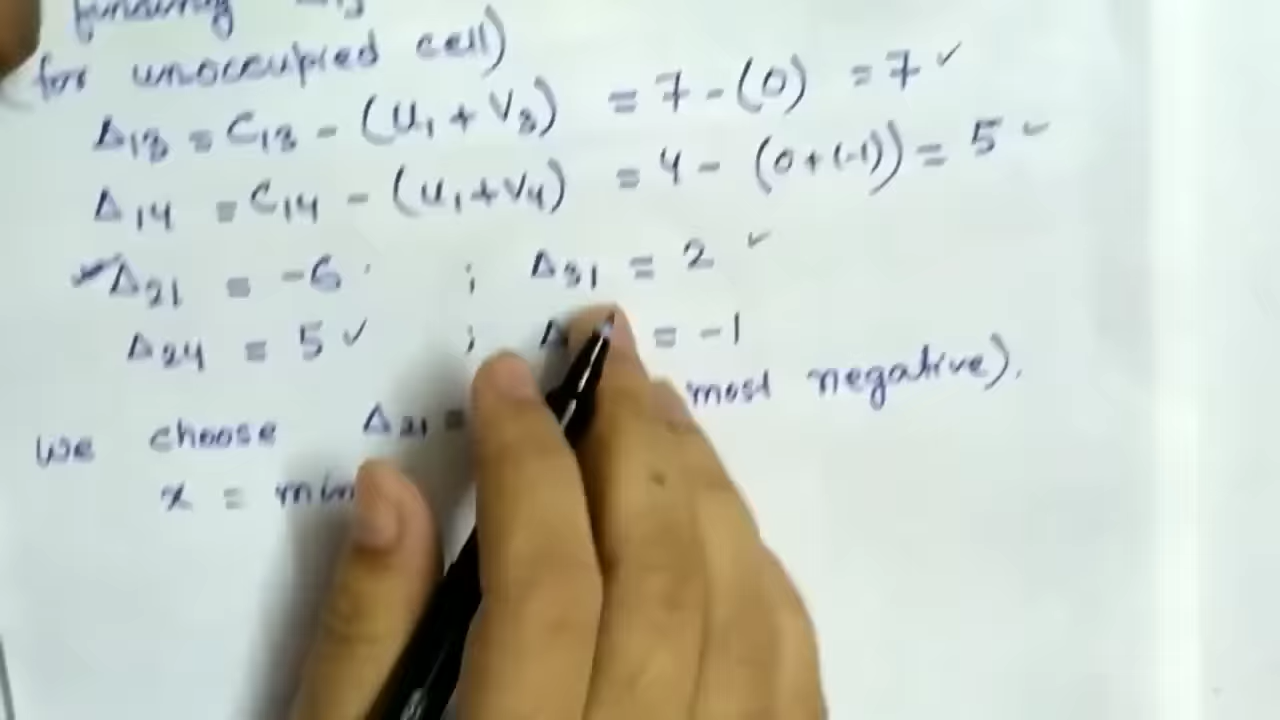 for unoccupied cell)
Δ13 = C13 - (U1 + V3) = 7 - (0) = 7 ✓
Δ14 = C14 - (U1 + V4) = 4 - (0 + (-1)) = 5 ✓
Δ21 = -6 ; Δ31 = 2 ✓
Δ24 = 5 ✓ ; Δ = -1
We choose Δ21 = most negative).
x = min